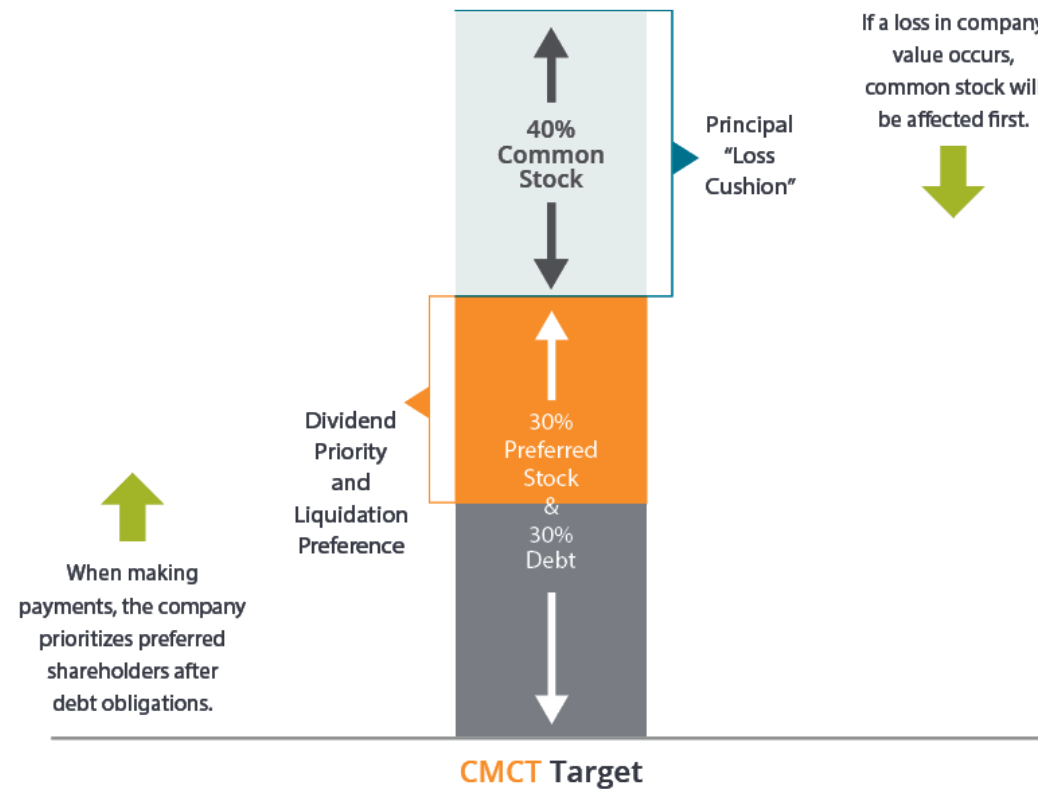 If a loss in company
value occurs,
common stock will
be affected first.
40%
Common
Stock
Principal
“Loss
Cushion”
Dividend
Priority
and
Liquidation
Preference
30%
Preferred
Stock
&
30%
Debt
When making
payments, the company
prioritizes preferred
shareholders after
debt obligations.
CMCT Target